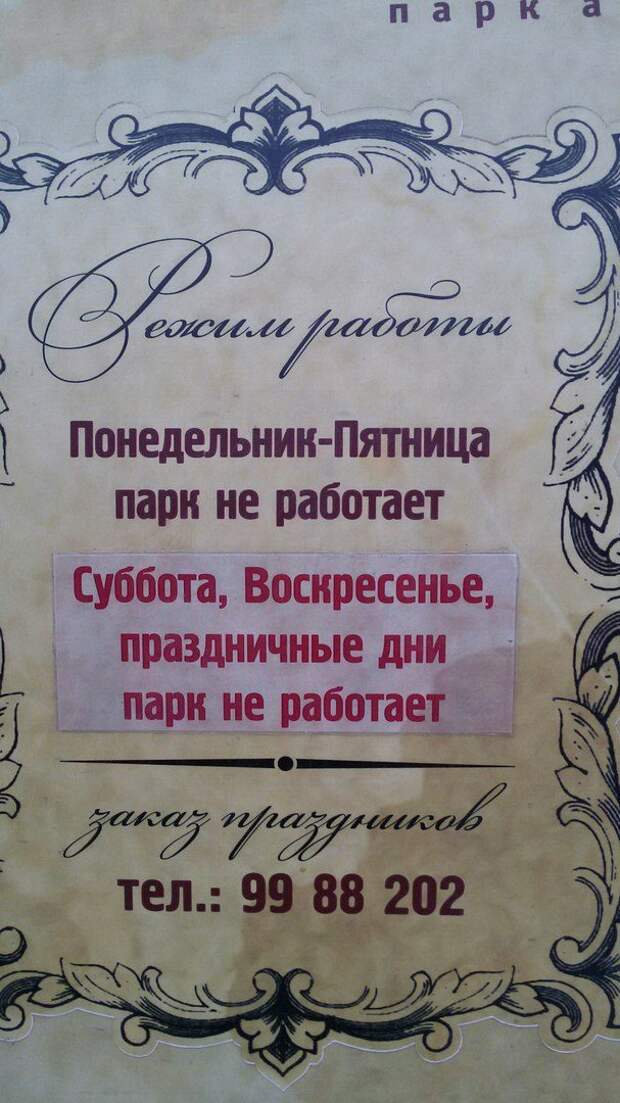 парк а
Режим работы
Понедельник-Пятница
парк не работает
Суббота, Воскресенье,
праздничные дни
парк не работает
заказ праздников
тел.: 99 88 202